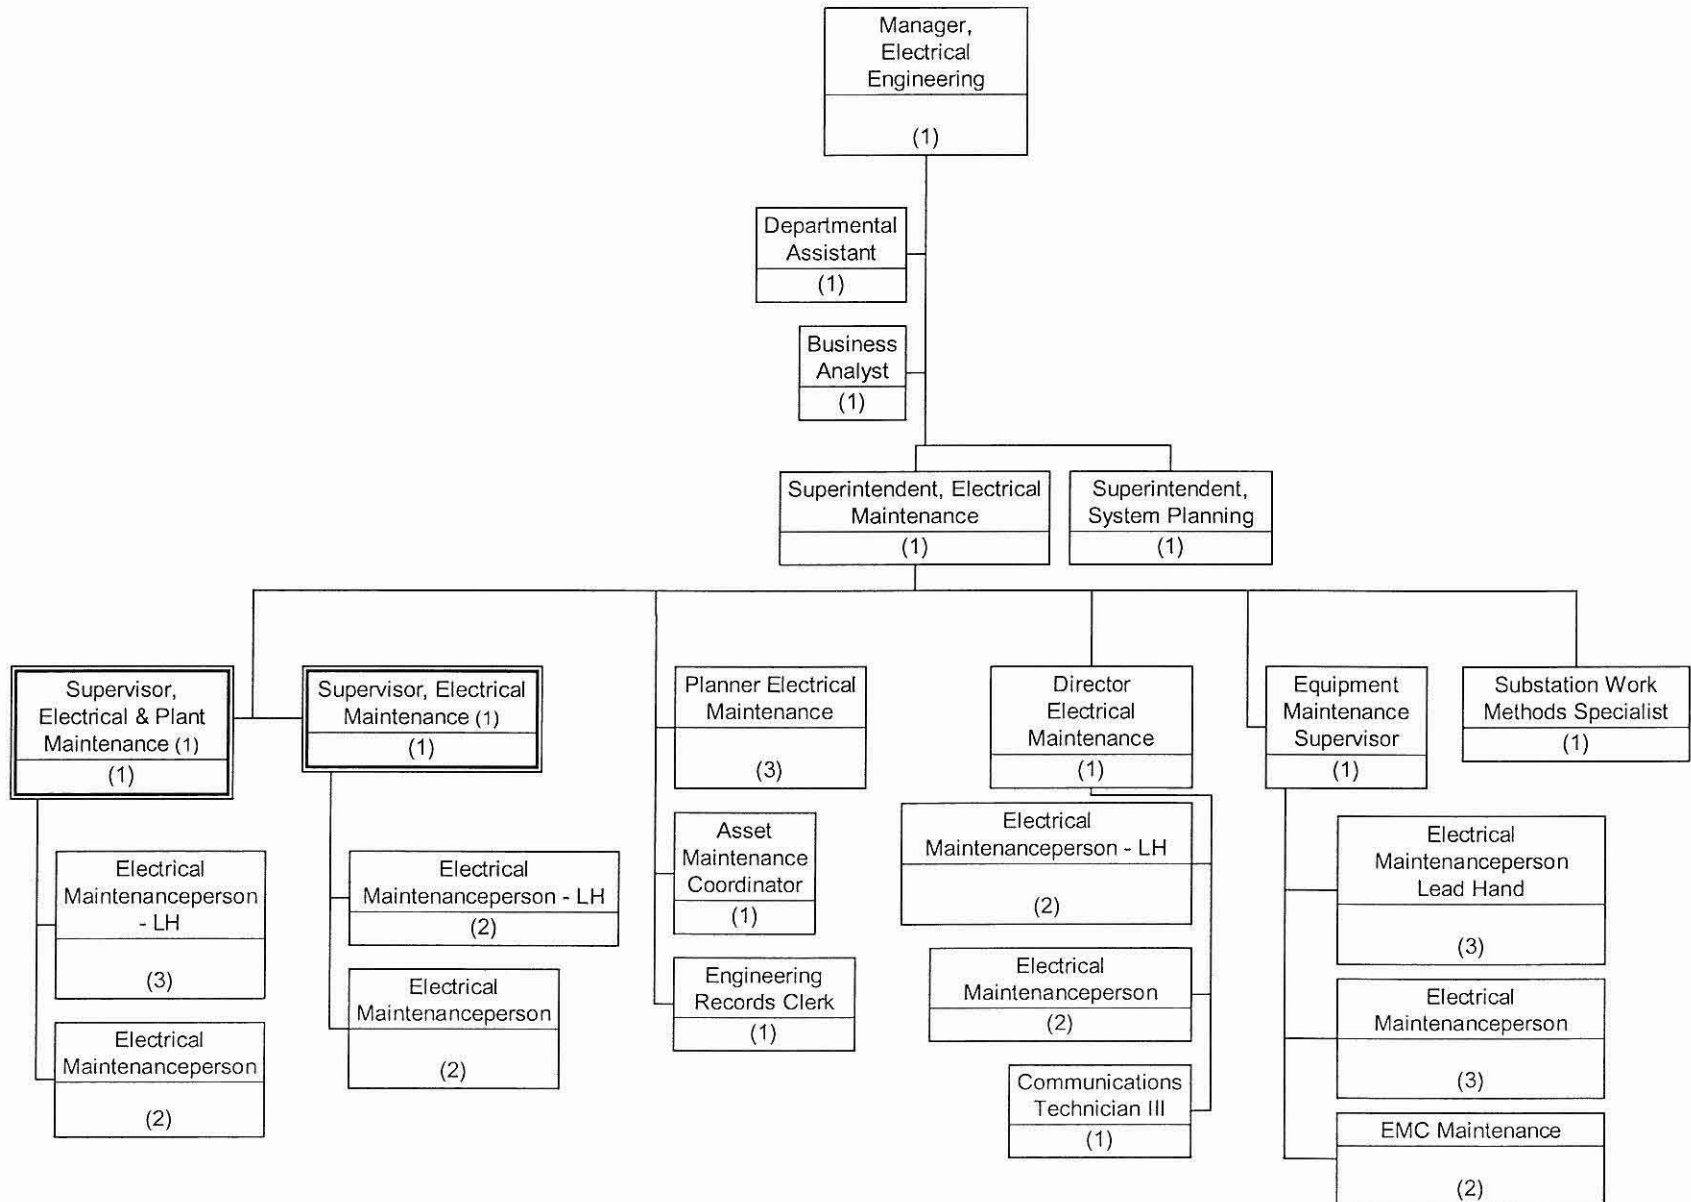 Manager,
Electrical
Engineering
(1)
Departmental
Assistant
(1)
Business
Analyst
(1)
Superintendent, Electrical
Maintenance
(1)
Superintendent,
System Planning
(1)
Supervisor,
Electrical & Plant
Maintenance (1)
(1)
Electrical
Maintenanceperson
- LH
(3)
Electrical
Maintenanceperson
(2)
Supervisor, Electrical
Maintenance (1)
(1)
Electrical
Maintenanceperson - LH
(2)
Electrical
Maintenanceperson
(2)
Planner Electrical
Maintenance
(3)
Asset
Maintenance
Coordinator
(1)
Engineering
Records Clerk
(1)
Director
Electrical
Maintenance
(1)
Electrical
Maintenanceperson - LH
(2)
Electrical
Maintenanceperson
(2)
Communications
Technician III
(1)
Equipment
Maintenance
Supervisor
(1)
Electrical
Maintenanceperson
Lead Hand
(3)
Electrical
Maintenanceperson
(3)
EMC Maintenance
(2)
Substation Work
Methods Specialist
(1)